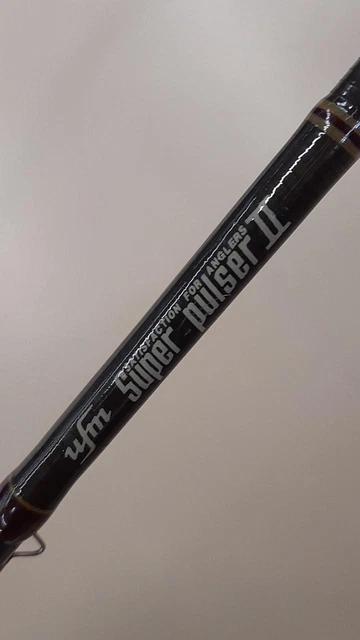 ufm
SATISFACTION FOR ANGLERS
Super pulser II